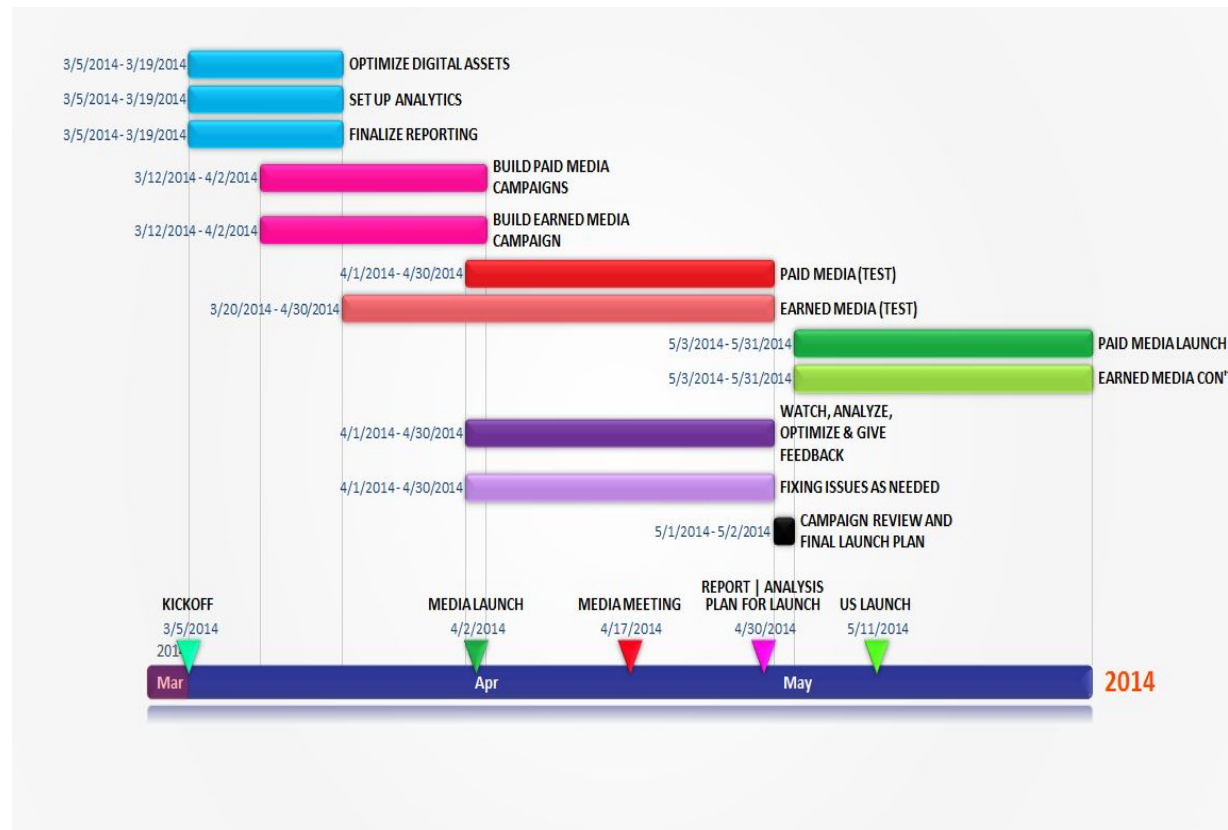 3/5/2014 - 3/19/2014 OPTIMIZE DIGITAL ASSETS
3/5/2014 - 3/19/2014 SET UP ANALYTICS
3/5/2014 - 3/19/2014 FINALIZE REPORTING
3/12/2014 - 4/2/2014 BUILD PAID MEDIA
CAMPAIGNS
3/12/2014 - 4/2/2014 BUILD EARNED MEDIA
CAMPAIGN
4/1/2014 - 4/30/2014 PAID MEDIA (TEST)
3/20/2014 - 4/30/2014 EARNED MEDIA (TEST)
5/3/2014 - 5/31/2014 PAID MEDIA LAUNCH
5/3/2014 - 5/31/2014 EARNED MEDIA CON
4/1/2014 - 4/30/2014 WATCH, ANALYZE,
OPTIMIZE & GIVE
FEEDBACK
4/1/2014 - 4/30/2014 FIXING ISSUES AS NEEDED
5/1/2014 - 5/2/2014 CAMPAIGN REVIEW AND
FINAL LAUNCH PLAN
KICKOFF
3/5/2014
MEDIA LAUNCH
4/2/2014
MEDIA MEETING
4/17/2014
REPORT | ANALYSIS
PLAN FOR LAUNCH
4/30/2014
US LAUNCH
5/11/2014
2014
Mar Apr May 2014